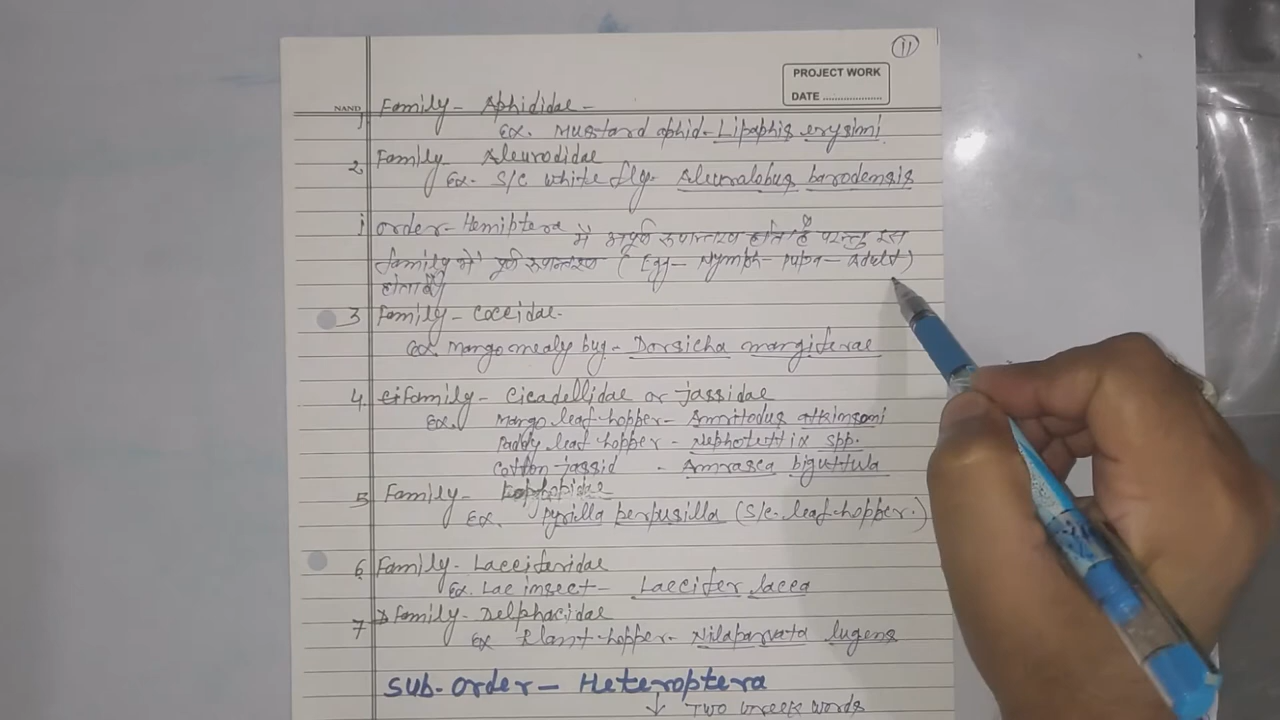 11
PROJECT WORK
DATE ....................
NAND
1 Family- Aphididae -
Ex. Mustard aphid- Lipaphis erysimi
2 Family- Aleurodidae
Ex. S/C white fly- Aleurolobus barodensis
i order- Hemiptera में अपूर्ण रूपान्तरण होता है परन्तु इस
family में पूर्ण रूपान्तरण (Egg- Nymph- Pupa- Adult)
होता है।
3 Family- Coccidae.
Ex. Mango mealy bug- Dorsicha mangiferae
4. Family- Cicadellidae or Jassidae
Ex. Mango leaf-hopper- Amritodus atkinsoni
Paddy leaf hopper - Nephotettix spp.
Cotton-jassid - Amrasca biguttula
5 Family- Lophopidae
Ex. Pyrilla perpusilla (S/c. leaf-hopper.)
6 Family- Lacciferidae
Ex. Lac insect- Laccifer lacca
7 Family- Delphacidae
Ex Plant-hopper- Nilaparvata lugens
Sub-order- Heteroptera
↓ Two Greek words